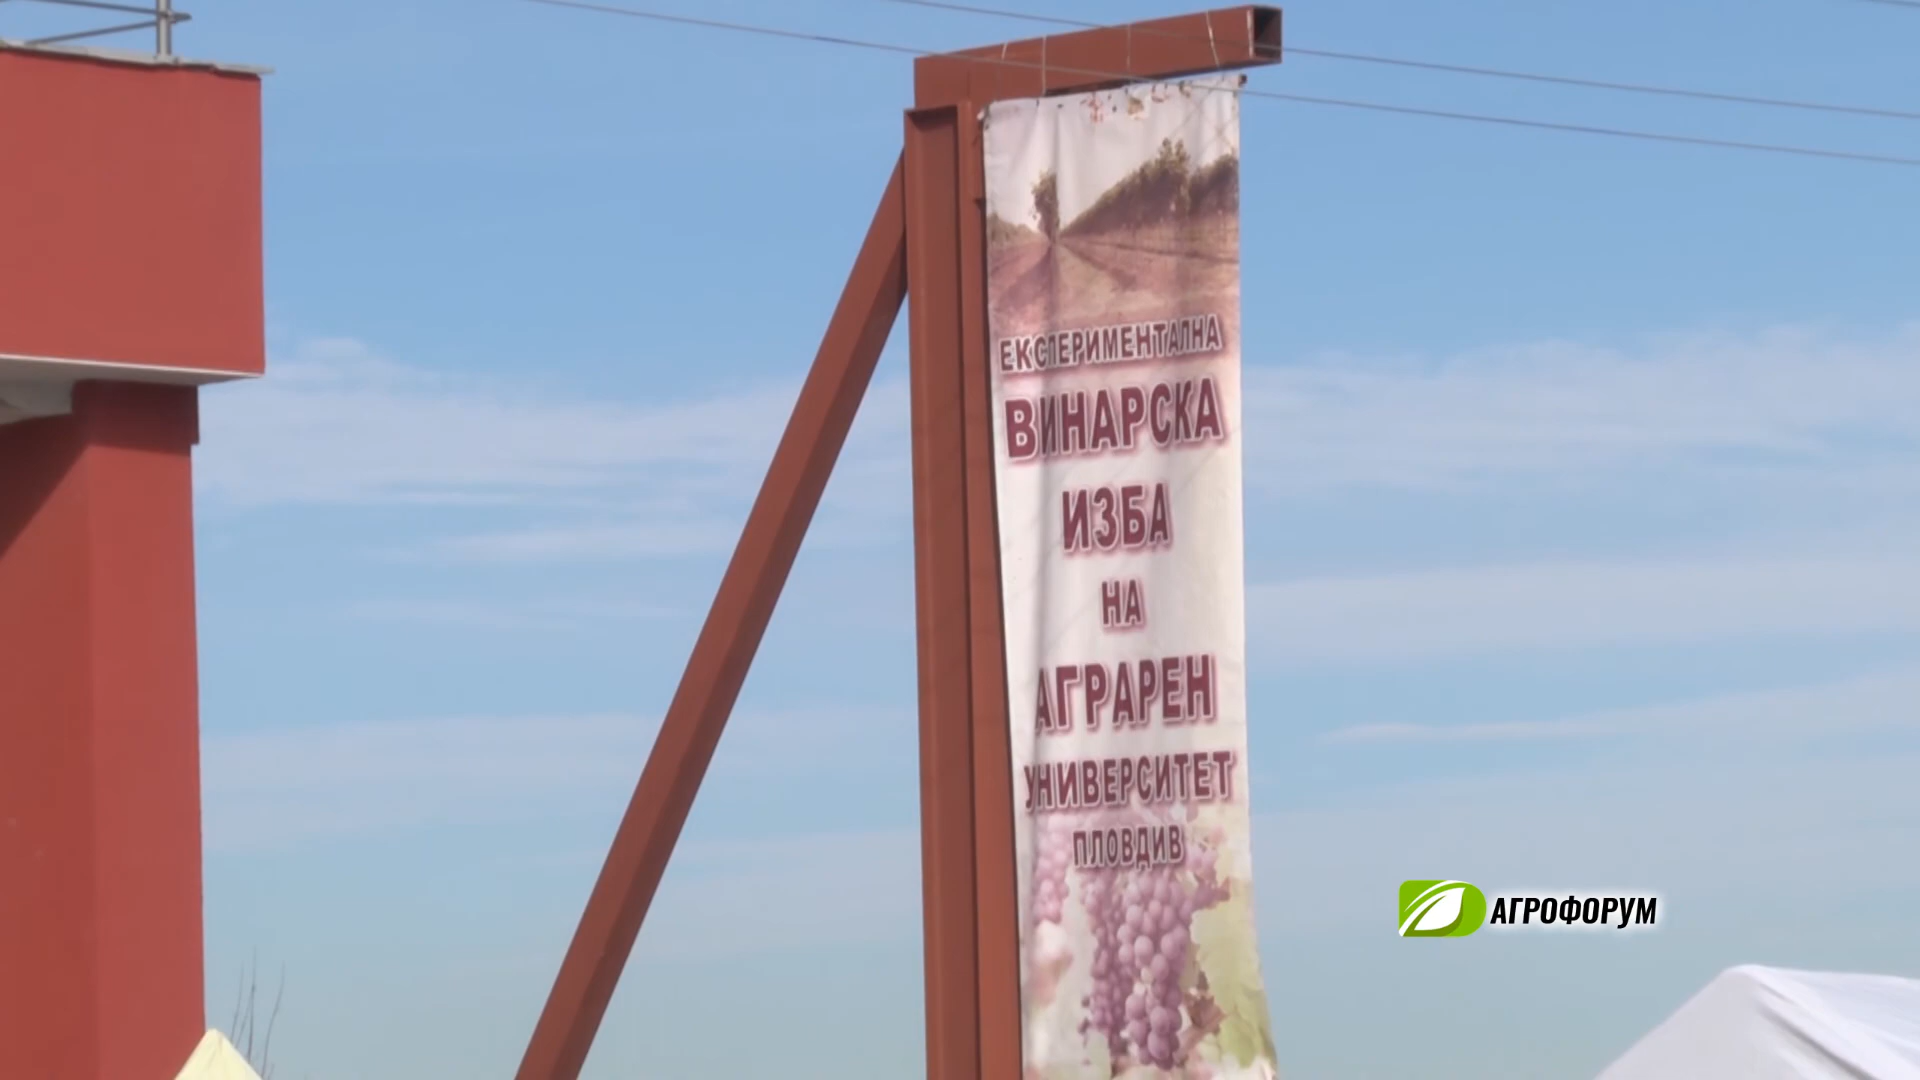 ЕКСПЕРИМЕНТАЛНА
ВИНАРСКА
ИЗБА
НА
АГРАРЕН
УНИВЕРСИТЕТ
ПЛОВДИВ
АГРОФОРУМ